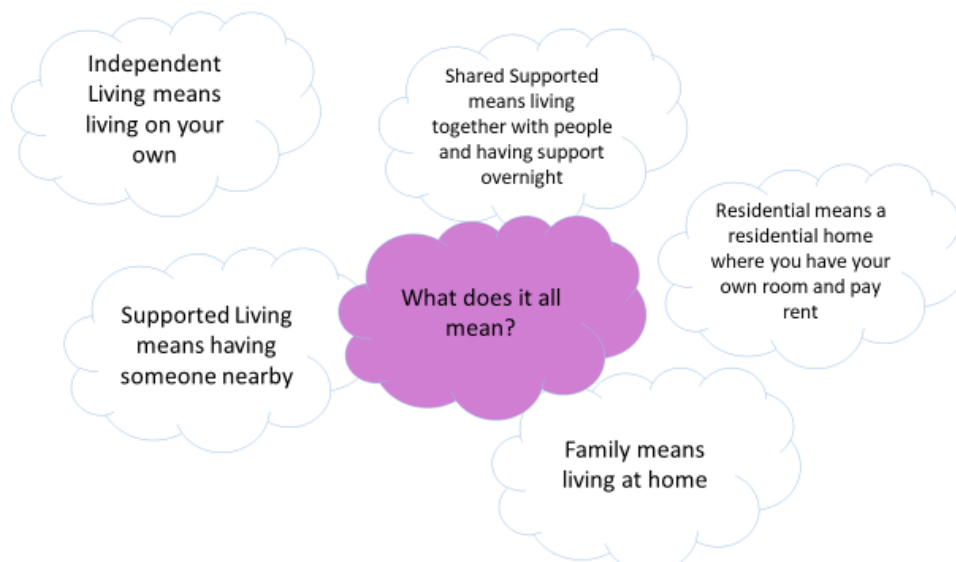 Independent
Living means
living on your
own
Shared Supported
means living
together with people
and having support
overnight
Residential means a
residential home
where you have your
own room and pay
rent
What does it all
mean?
Supported Living
means having
someone nearby
Family means
living at home